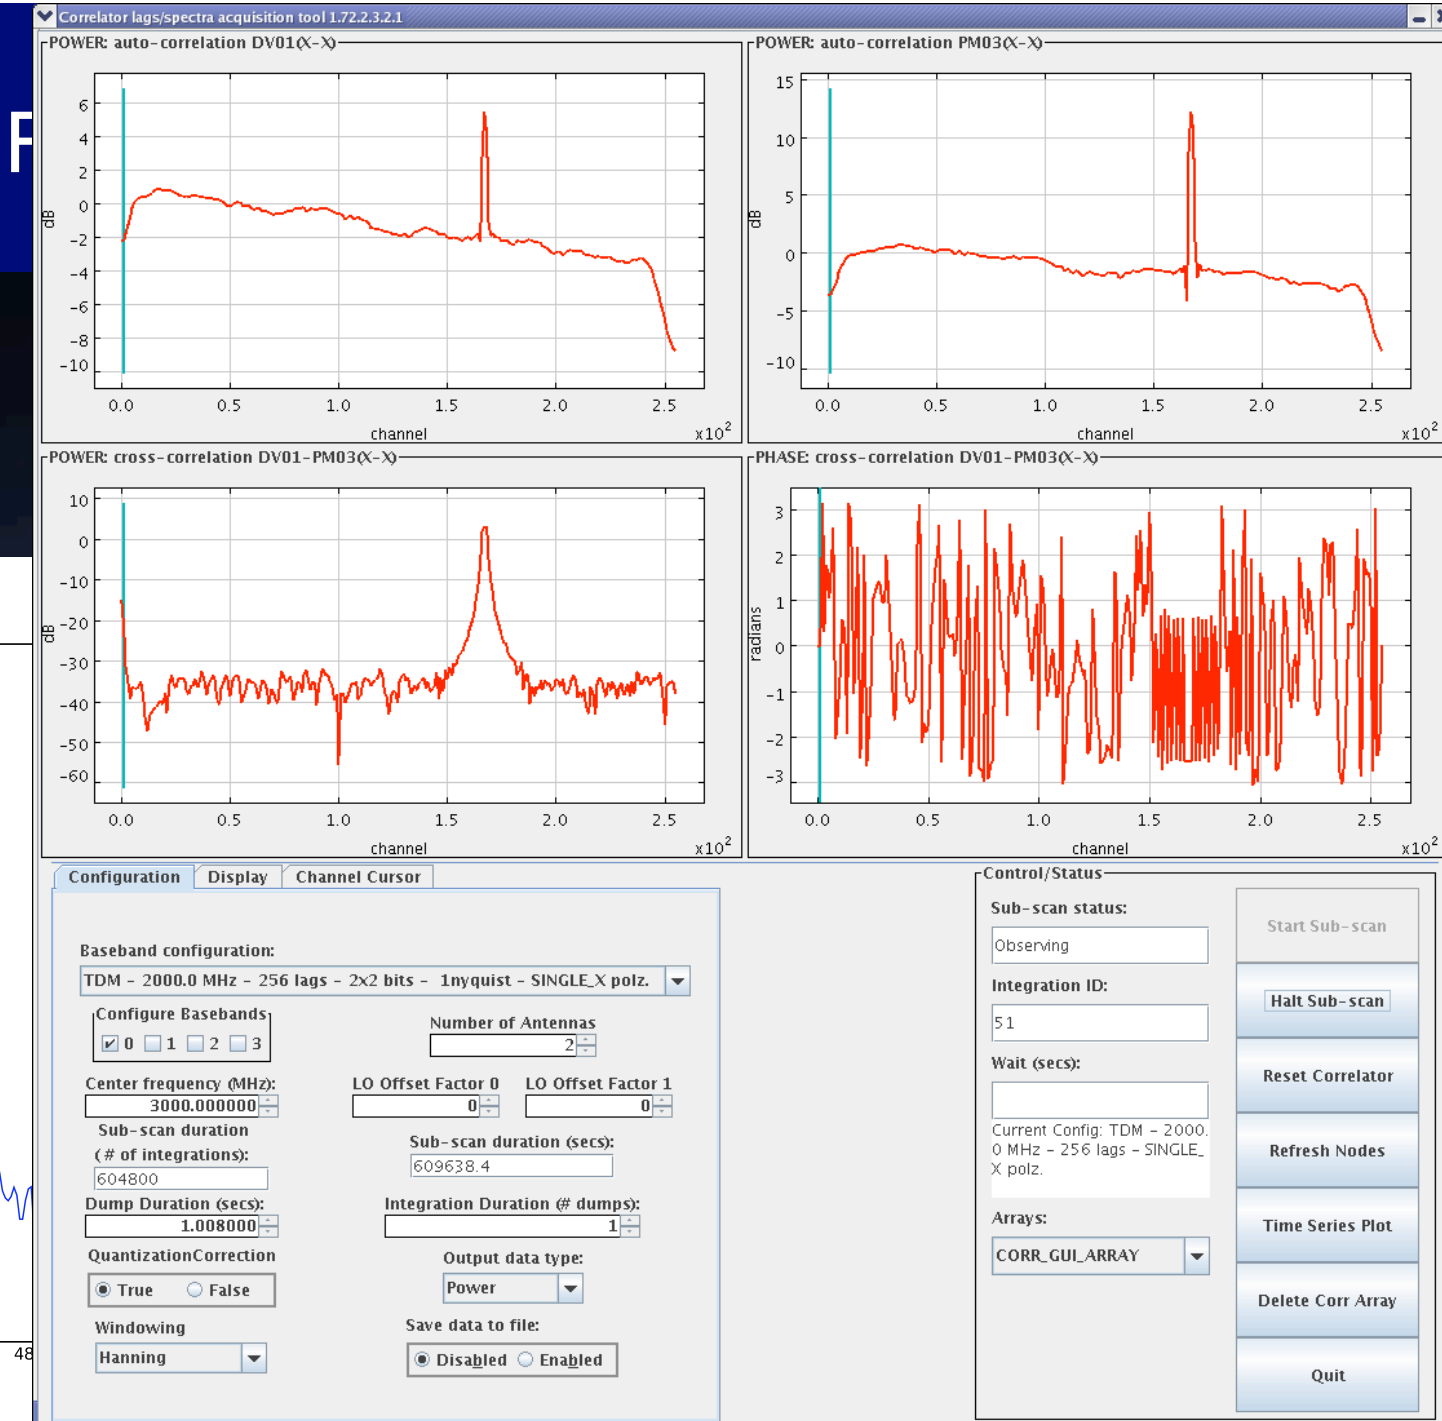 Correlator lags/spectra acquisition tool 1.72.2.3.2.1
F
POWER: auto-correlation DV01(X-X)
6
4
2
0
-2
-4
-6
-8
-10
dB
0.0 0.5 1.0 1.5 2.0 2.5
channel x10²
POWER: auto-correlation PM03(X-X)
15
10
5
0
-5
-10
dB
0.0 0.5 1.0 1.5 2.0 2.5
channel x10²
POWER: cross-correlation DV01-PM03(X-X)
10
0
-10
-20
-30
-40
-50
-60
dB
0.0 0.5 1.0 1.5 2.0 2.5
channel x10²
PHASE: cross-correlation DV01-PM03(X-X)
3
2
1
0
-1
-2
-3
radians
0.0 0.5 1.0 1.5 2.0 2.5
channel x10²
Configuration Display Channel Cursor
Baseband configuration:
TDM - 2000.0 MHz - 256 lags - 2x2 bits - 1nyquist - SINGLE_X polz.
Configure Basebands
0 1 2 3
Number of Antennas
2
Center frequency (MHz):
3000.000000
LO Offset Factor 0
0
LO Offset Factor 1
0
Sub-scan duration
(# of integrations):
604800
Sub-scan duration (secs):
609638.4
Dump Duration (secs):
1.008000
Integration Duration (# dumps):
1
QuantizationCorrection
True False
Output data type:
Power
Windowing
Hanning
Save data to file:
Disabled Enabled
48
Control/Status
Sub-scan status:
Observing
Integration ID:
51
Wait (secs):
Current Config: TDM - 2000.
0 MHz - 256 lags - SINGLE_
X polz.
Arrays:
CORR_GUI_ARRAY
Start Sub-scan
Halt Sub-scan
Reset Correlator
Refresh Nodes
Time Series Plot
Delete Corr Array
Quit